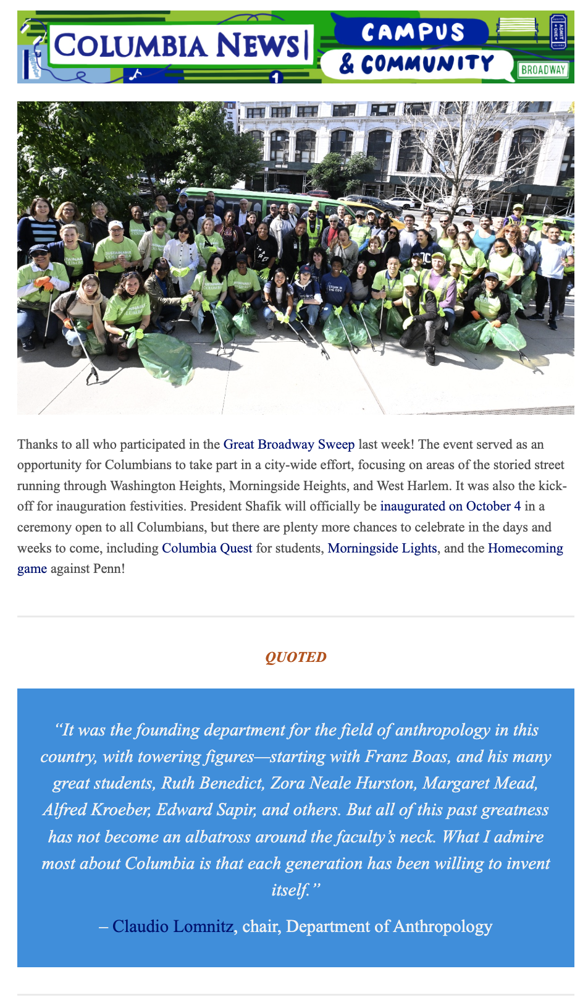 COLUMBIA NEWS
CAMPUS
& COMMUNITY
ADMIT
ONE
BROADWAY
1
SUSTAINABLE
COLUMBIA
STEAM IN
THE CITY
Thanks to all who participated in the Great Broadway Sweep last week! The event served as an
opportunity for Columbians to take part in a city-wide effort, focusing on areas of the storied street
running through Washington Heights, Morningside Heights, and West Harlem. It was also the kick-
off for inauguration festivities. President Shafik will officially be inaugurated on October 4 in a
ceremony open to all Columbians, but there are plenty more chances to celebrate in the days and
weeks to come, including Columbia Quest for students, Morningside Lights, and the Homecoming
game against Penn!
QUOTED
“It was the founding department for the field of anthropology in this
country, with towering figures—starting with Franz Boas, and his many
great students, Ruth Benedict, Zora Neale Hurston, Margaret Mead,
Alfred Kroeber, Edward Sapir, and others. But all of this past greatness
has not become an albatross around the faculty’s neck. What I admire
most about Columbia is that each generation has been willing to invent
itself.”
– Claudio Lomnitz, chair, Department of Anthropology